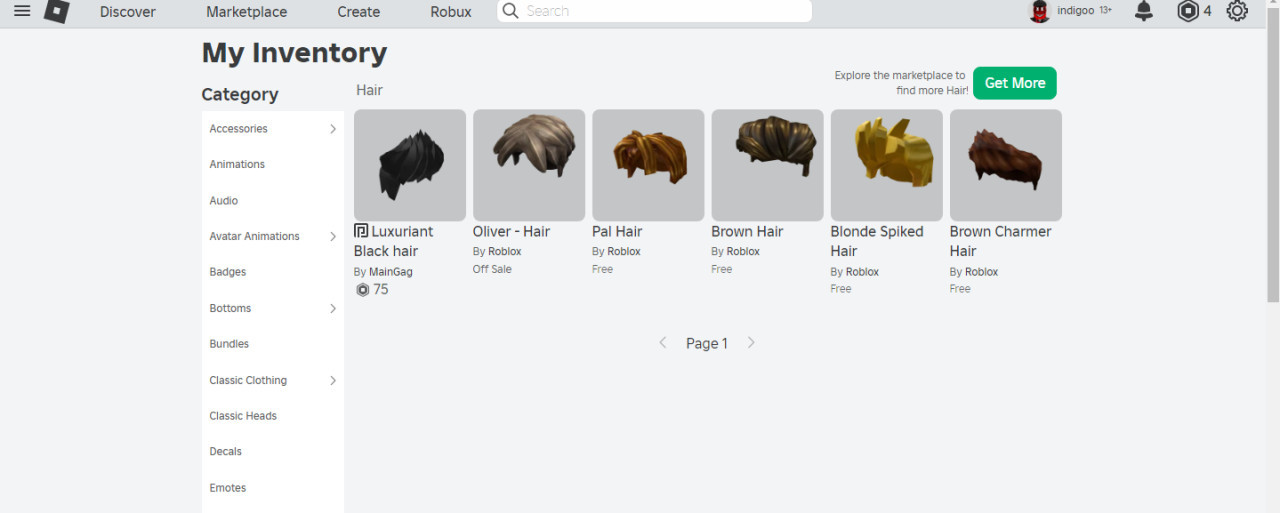 Discover Marketplace Create Robux Search indigoo 13+ 4
My Inventory
Category
Accessories
Animations
Audio
Avatar Animations
Badges
Bottoms
Bundles
Classic Clothing
Classic Heads
Decals
Emotes
Hair
Explore the marketplace to
find more Hair!
Get More
Luxuriant
Black hair
By MainGag
75
Oliver - Hair
By Roblox
Off Sale
Pal Hair
By Roblox
Free
Brown Hair
By Roblox
Free
Blonde Spiked
Hair
By Roblox
Free
Brown Charmer
Hair
By Roblox
Free
Page 1